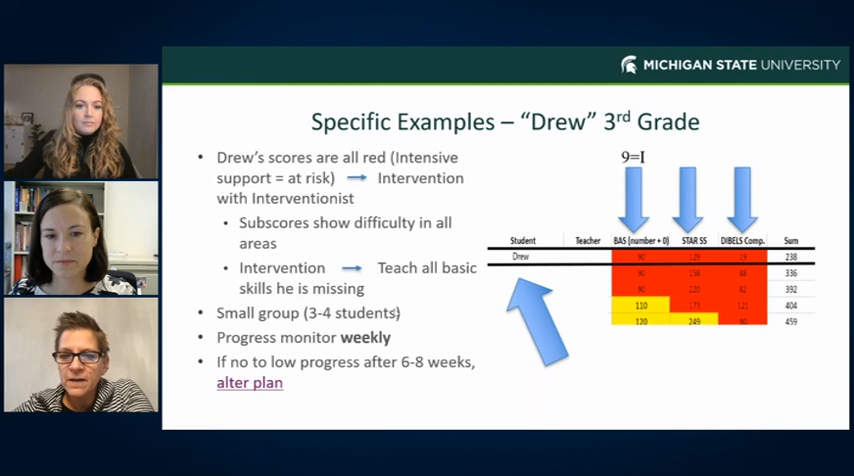 MICHIGAN STATE UNIVERSITY
Specific Examples – “Drew” 3rd Grade
• Drew’s scores are all red (Intensive
support = at risk) → Intervention
with Interventionist
• Subscores show difficulty in all
areas
• Intervention → Teach all basic
skills he is missing
• Small group (3-4 students)
• Progress monitor weekly
• If no to low progress after 6-8 weeks,
alter plan
9=I
Student Teacher BAS (number + 0) STAR SS DIBELS Comp. Sum
Drew 90 129 19 238
90 158 88 336
90 220 82 392
110 173 121 404
120 249 90 459